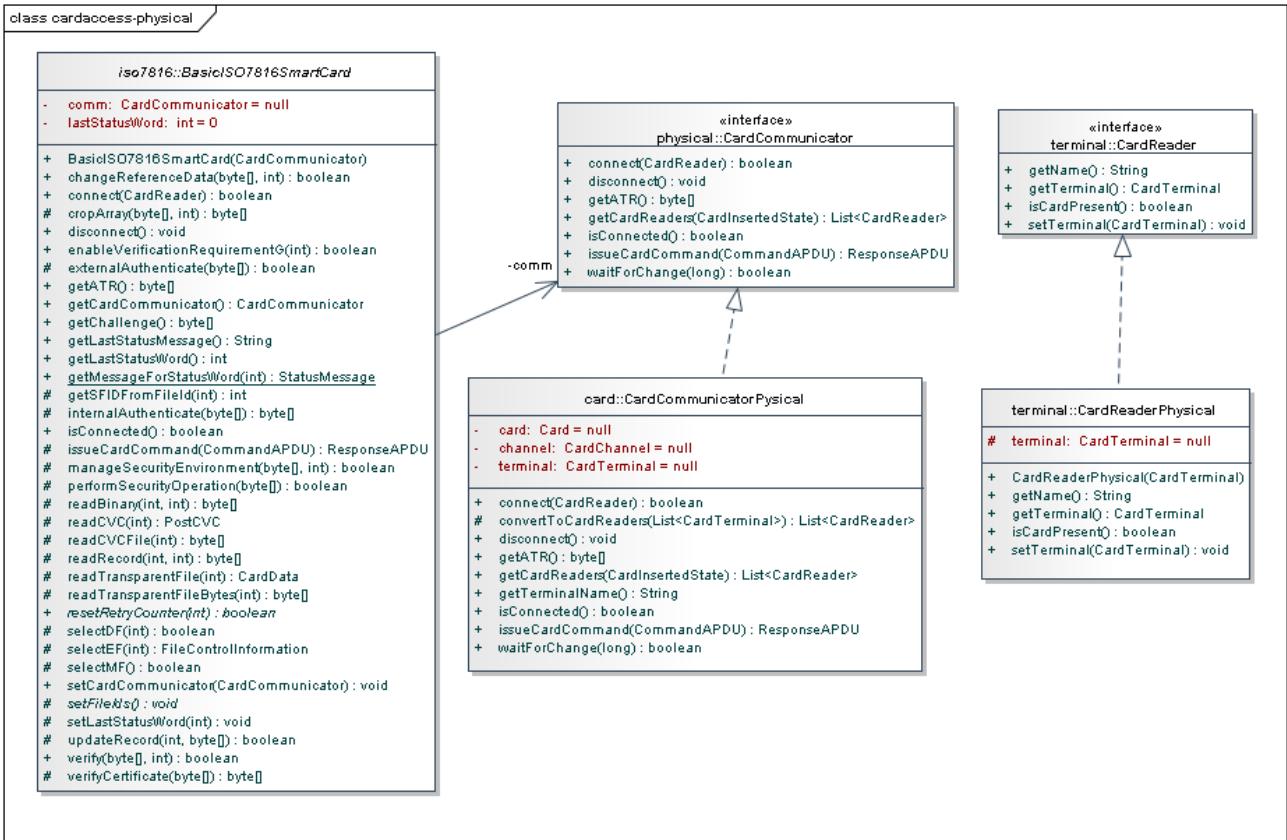 class cardaccess-physical
iso7816::BasicISO7816SmartCard
- comm: CardCommunicator = null
- lastStatusWord: int = 0
+ BasicISO7816SmartCard(CardCommunicator)
+ changeReferenceData(byte[], int) : boolean
+ connect(CardReader) : boolean
# cropArray(byte[], int) : byte[]
+ disconnect() : void
+ enableVerificationRequirementG(int) : boolean
# externalAuthenticate(byte[]) : boolean
+ getATR() : byte[]
+ getCardCommunicator() : CardCommunicator
+ getChallenge() : byte[]
+ getLastStatusMessage() : String
+ getLastStatusWord() : int
+ getMessageForStatusWord(int) : StatusMessage
# getSFIDFromFileId(int) : int
# internalAuthenticate(byte[]) : byte[]
+ isConnected() : boolean
# issueCardCommand(CommandAPDU) : ResponseAPDU
# manageSecurityEnvironment(byte[], int) : boolean
# performSecurityOperation(byte[]) : boolean
# readBinary(int, int) : byte[]
# readCVC(int) : PostCVC
# readCVCFile(int) : byte[]
# readRecord(int, int) : byte[]
# readTransparentFile(int) : CardData
# readTransparentFileBytes(int) : byte[]
+ resetRetryCounter(int) : boolean
# selectDF(int) : boolean
# selectEF(int) : FileControlInformation
# selectMF() : boolean
+ setCardCommunicator(CardCommunicator) : void
# setFileIds() : void
# setLastStatusWord(int) : void
# updateRecord(int, byte[]) : boolean
+ verify(byte[], int) : boolean
# verifyCertificate(byte[]) : byte[]
-comm
«interface»
physical::CardCommunicator
+ connect(CardReader) : boolean
+ disconnect() : void
+ getATR() : byte[]
+ getCardReaders(CardInsertedState) : List<CardReader>
+ isConnected() : boolean
+ issueCardCommand(CommandAPDU) : ResponseAPDU
+ waitForChange(long) : boolean
card::CardCommunicatorPysical
- card: Card = null
- channel: CardChannel = null
- terminal: CardTerminal = null
+ connect(CardReader) : boolean
# convertToCardReaders(List<CardTerminal>) : List<CardReader>
+ disconnect() : void
+ getATR() : byte[]
+ getCardReaders(CardInsertedState) : List<CardReader>
+ getTerminalName() : String
+ isConnected() : boolean
+ issueCardCommand(CommandAPDU) : ResponseAPDU
+ waitForChange(long) : boolean
«interface»
terminal::CardReader
+ getName() : String
+ getTerminal() : CardTerminal
+ isCardPresent() : boolean
+ setTerminal(CardTerminal) : void
terminal::CardReaderPhysical
# terminal: CardTerminal = null
+ CardReaderPhysical(CardTerminal)
+ getName() : String
+ getTerminal() : CardTerminal
+ isCardPresent() : boolean
+ setTerminal(CardTerminal) : void